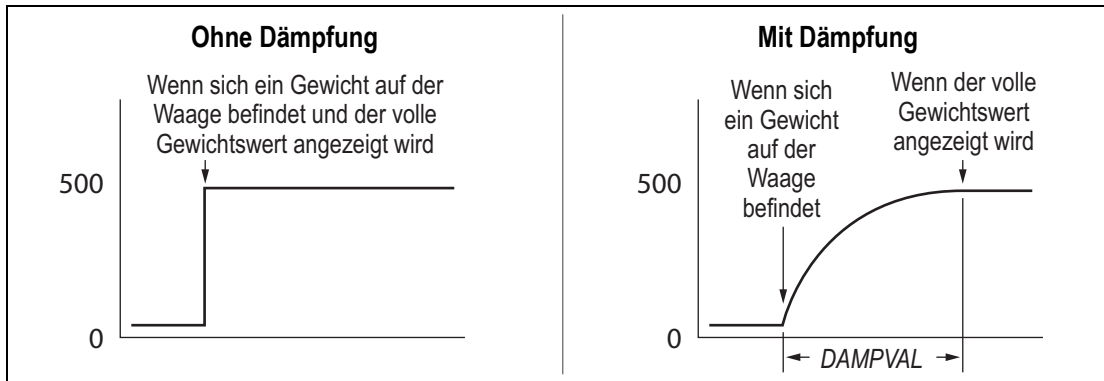 Ohne Dämpfung
Wenn sich ein Gewicht auf der
Waage befindet und der volle
Gewichtswert angezeigt wird
500
0
Mit Dämpfung
Wenn sich
ein Gewicht
auf der
Waage
befindet
Wenn der volle
Gewichtswert
angezeigt wird
500
0
DAMPVAL